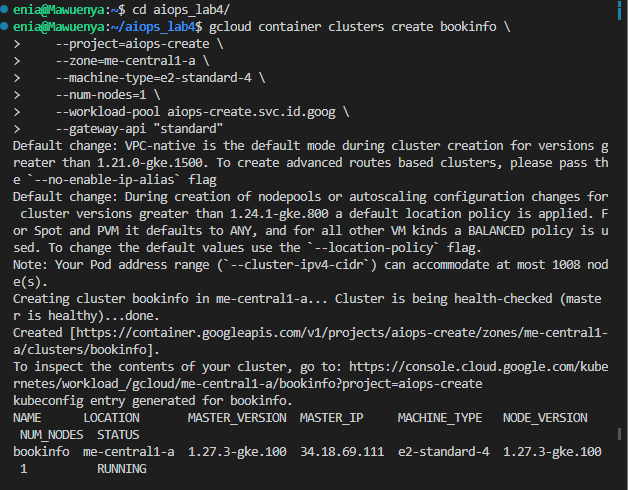 enia@Mawuenya:~$ cd aiops_lab4/
enia@Mawuenya:~/aiops_lab4$ gcloud container clusters create bookinfo \
>     --project=aiops-create \
>     --zone=me-central1-a \
>     --machine-type=e2-standard-4 \
>     --num-nodes=1 \
>     --workload-pool aiops-create.svc.id.goog \
>     --gateway-api "standard"
Default change: VPC-native is the default mode during cluster creation for versions g
reater than 1.21.0-gke.1500. To create advanced routes based clusters, please pass th
e `--no-enable-ip-alias` flag
Default change: During creation of nodepools or autoscaling configuration changes for
 cluster versions greater than 1.24.1-gke.800 a default location policy is applied. F
or Spot and PVM it defaults to ANY, and for all other VM kinds a BALANCED policy is u
sed. To change the default values use the `--location-policy` flag.
Note: Your Pod address range (`--cluster-ipv4-cidr`) can accommodate at most 1008 nod
e(s).
Creating cluster bookinfo in me-central1-a... Cluster is being health-checked (maste
r is healthy)...done.
Created [https://container.googleapis.com/v1/projects/aiops-create/zones/me-central1-
a/clusters/bookinfo].
To inspect the contents of your cluster, go to: https://console.cloud.google.com/kube
rnetes/workload_/gcloud/me-central1-a/bookinfo?project=aiops-create
kubeconfig entry generated for bookinfo.
NAME      LOCATION       MASTER_VERSION  MASTER_IP     MACHINE_TYPE   NODE_VERSION
 NUM_NODES  STATUS
bookinfo  me-central1-a  1.27.3-gke.100  34.18.69.111  e2-standard-4  1.27.3-gke.100
 1          RUNNING